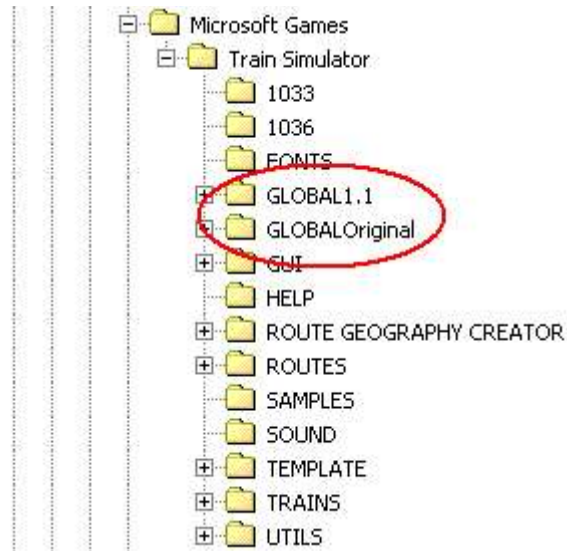 Microsoft Games
Train Simulator
1033
1036
FONTS
GLOBAL1.1
GLOBALOriginal
GUI
HELP
ROUTE GEOGRAPHY CREATOR
ROUTES
SAMPLES
SOUND
TEMPLATE
TRAINS
UTILS